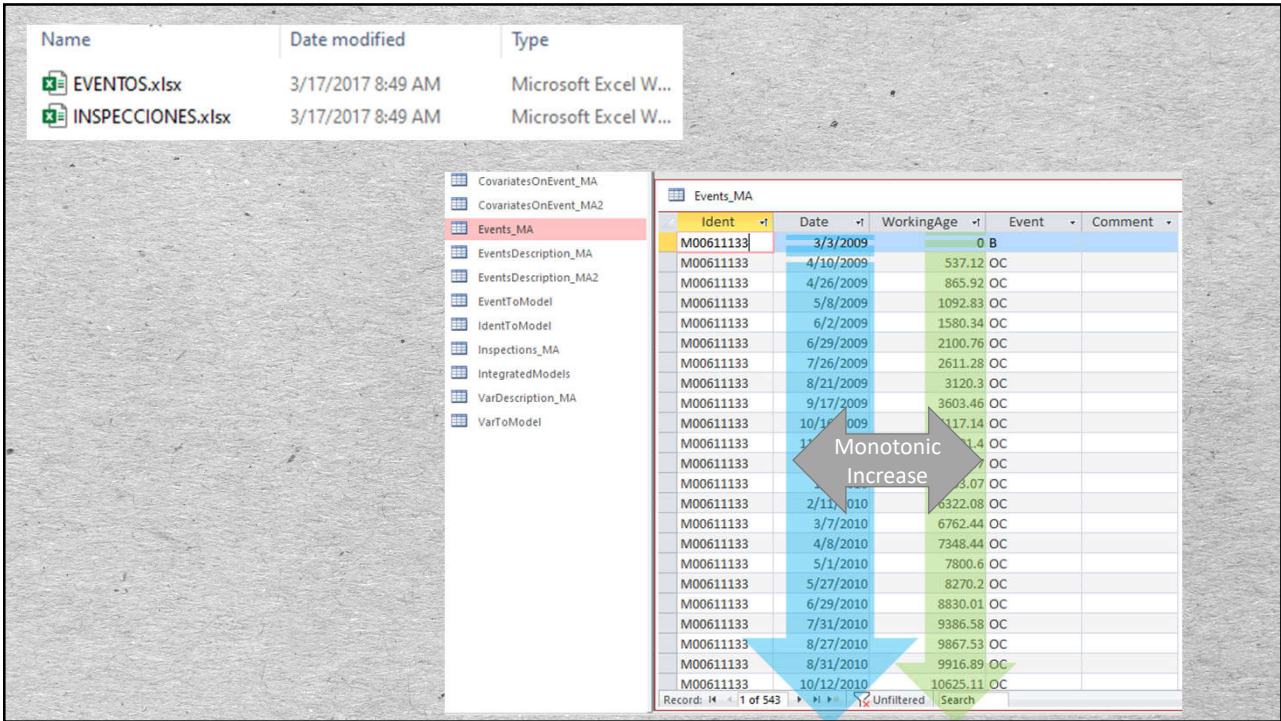 Name Date modified Type
EVENTOS.xlsx 3/17/2017 8:49 AM Microsoft Excel W...
INSPECCIONES.xlsx 3/17/2017 8:49 AM Microsoft Excel W...
CovariatesOnEvent_MA
CovariatesOnEvent_MA2
Events_MA
EventsDescription_MA
EventsDescription_MA2
EventToModel
IdentToModel
Inspections_MA
IntegratedModels
VarDescription_MA
VarToModel
Events_MA
Ident Date WorkingAge Event Comment
M00611133 3/3/2009 0 B
M00611133 4/10/2009 537.12 OC
M00611133 4/26/2009 865.92 OC
M00611133 5/8/2009 1092.83 OC
M00611133 6/2/2009 1580.34 OC
M00611133 6/29/2009 2100.76 OC
M00611133 7/26/2009 2611.28 OC
M00611133 8/21/2009 3120.3 OC
M00611133 9/17/2009 3603.46 OC
M00611133 OC
M00611133 OC
M00611133 OC
M00611133 OC
M00611133 6322.08 OC
M00611133 3/7/2010 6762.44 OC
M00611133 4/8/2010 7348.44 OC
M00611133 5/1/2010 7800.6 OC
M00611133 5/27/2010 8270.2 OC
M00611133 6/29/2010 8830.01 OC
M00611133 7/31/2010 9386.58 OC
M00611133 8/27/2010 9867.53 OC
M00611133 8/31/2010 9916.89 OC
M00611133 10/12/2010 10625.11 OC
Monotonic
Increase
Record: 1 of 543 Unfiltered Search